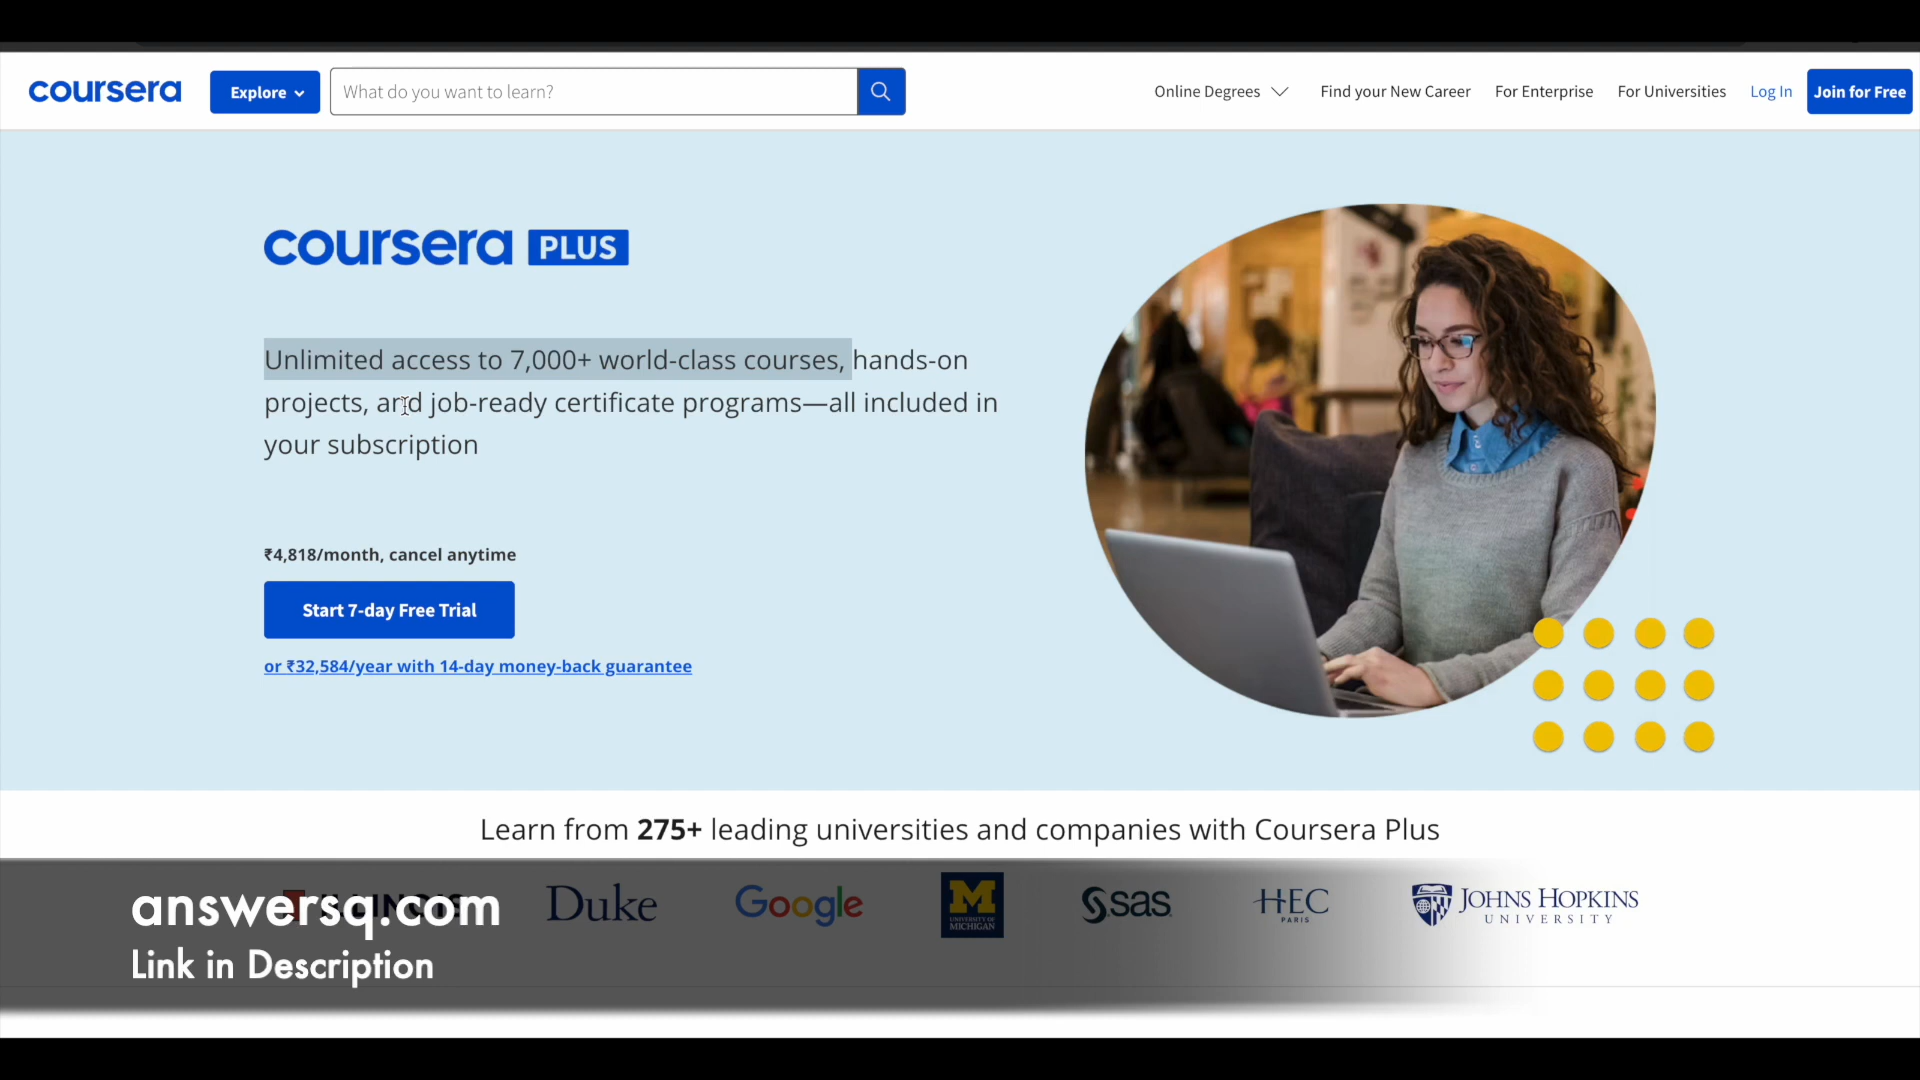 coursera
Explore
What do you want to learn?
Online Degrees
Find your New Career
For Enterprise
For Universities
Log In
Join for Free
coursera PLUS
Unlimited access to 7,000+ world-class courses, hands-on
projects, and job-ready certificate programs—all included in
your subscription
₹4,818/month, cancel anytime
Start 7-day Free Trial
or ₹32,584/year with 14-day money-back guarantee
Learn from 275+ leading universities and companies with Coursera Plus
ILLINOIS
Duke
Google
M
UNIVERSITY OF
MICHIGAN
sas
HEC
PARIS
JOHNS HOPKINS
UNIVERSITY
answersq.com
Link in Description